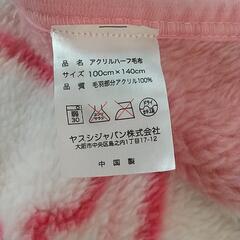 品名 アクリルハーフ毛布
サイズ 100cm×140cm
品質 毛羽部分アクリル100%
弱
30
ヤスシジャパン株式会社
大阪市中央区島之内1丁目17-12
中国製